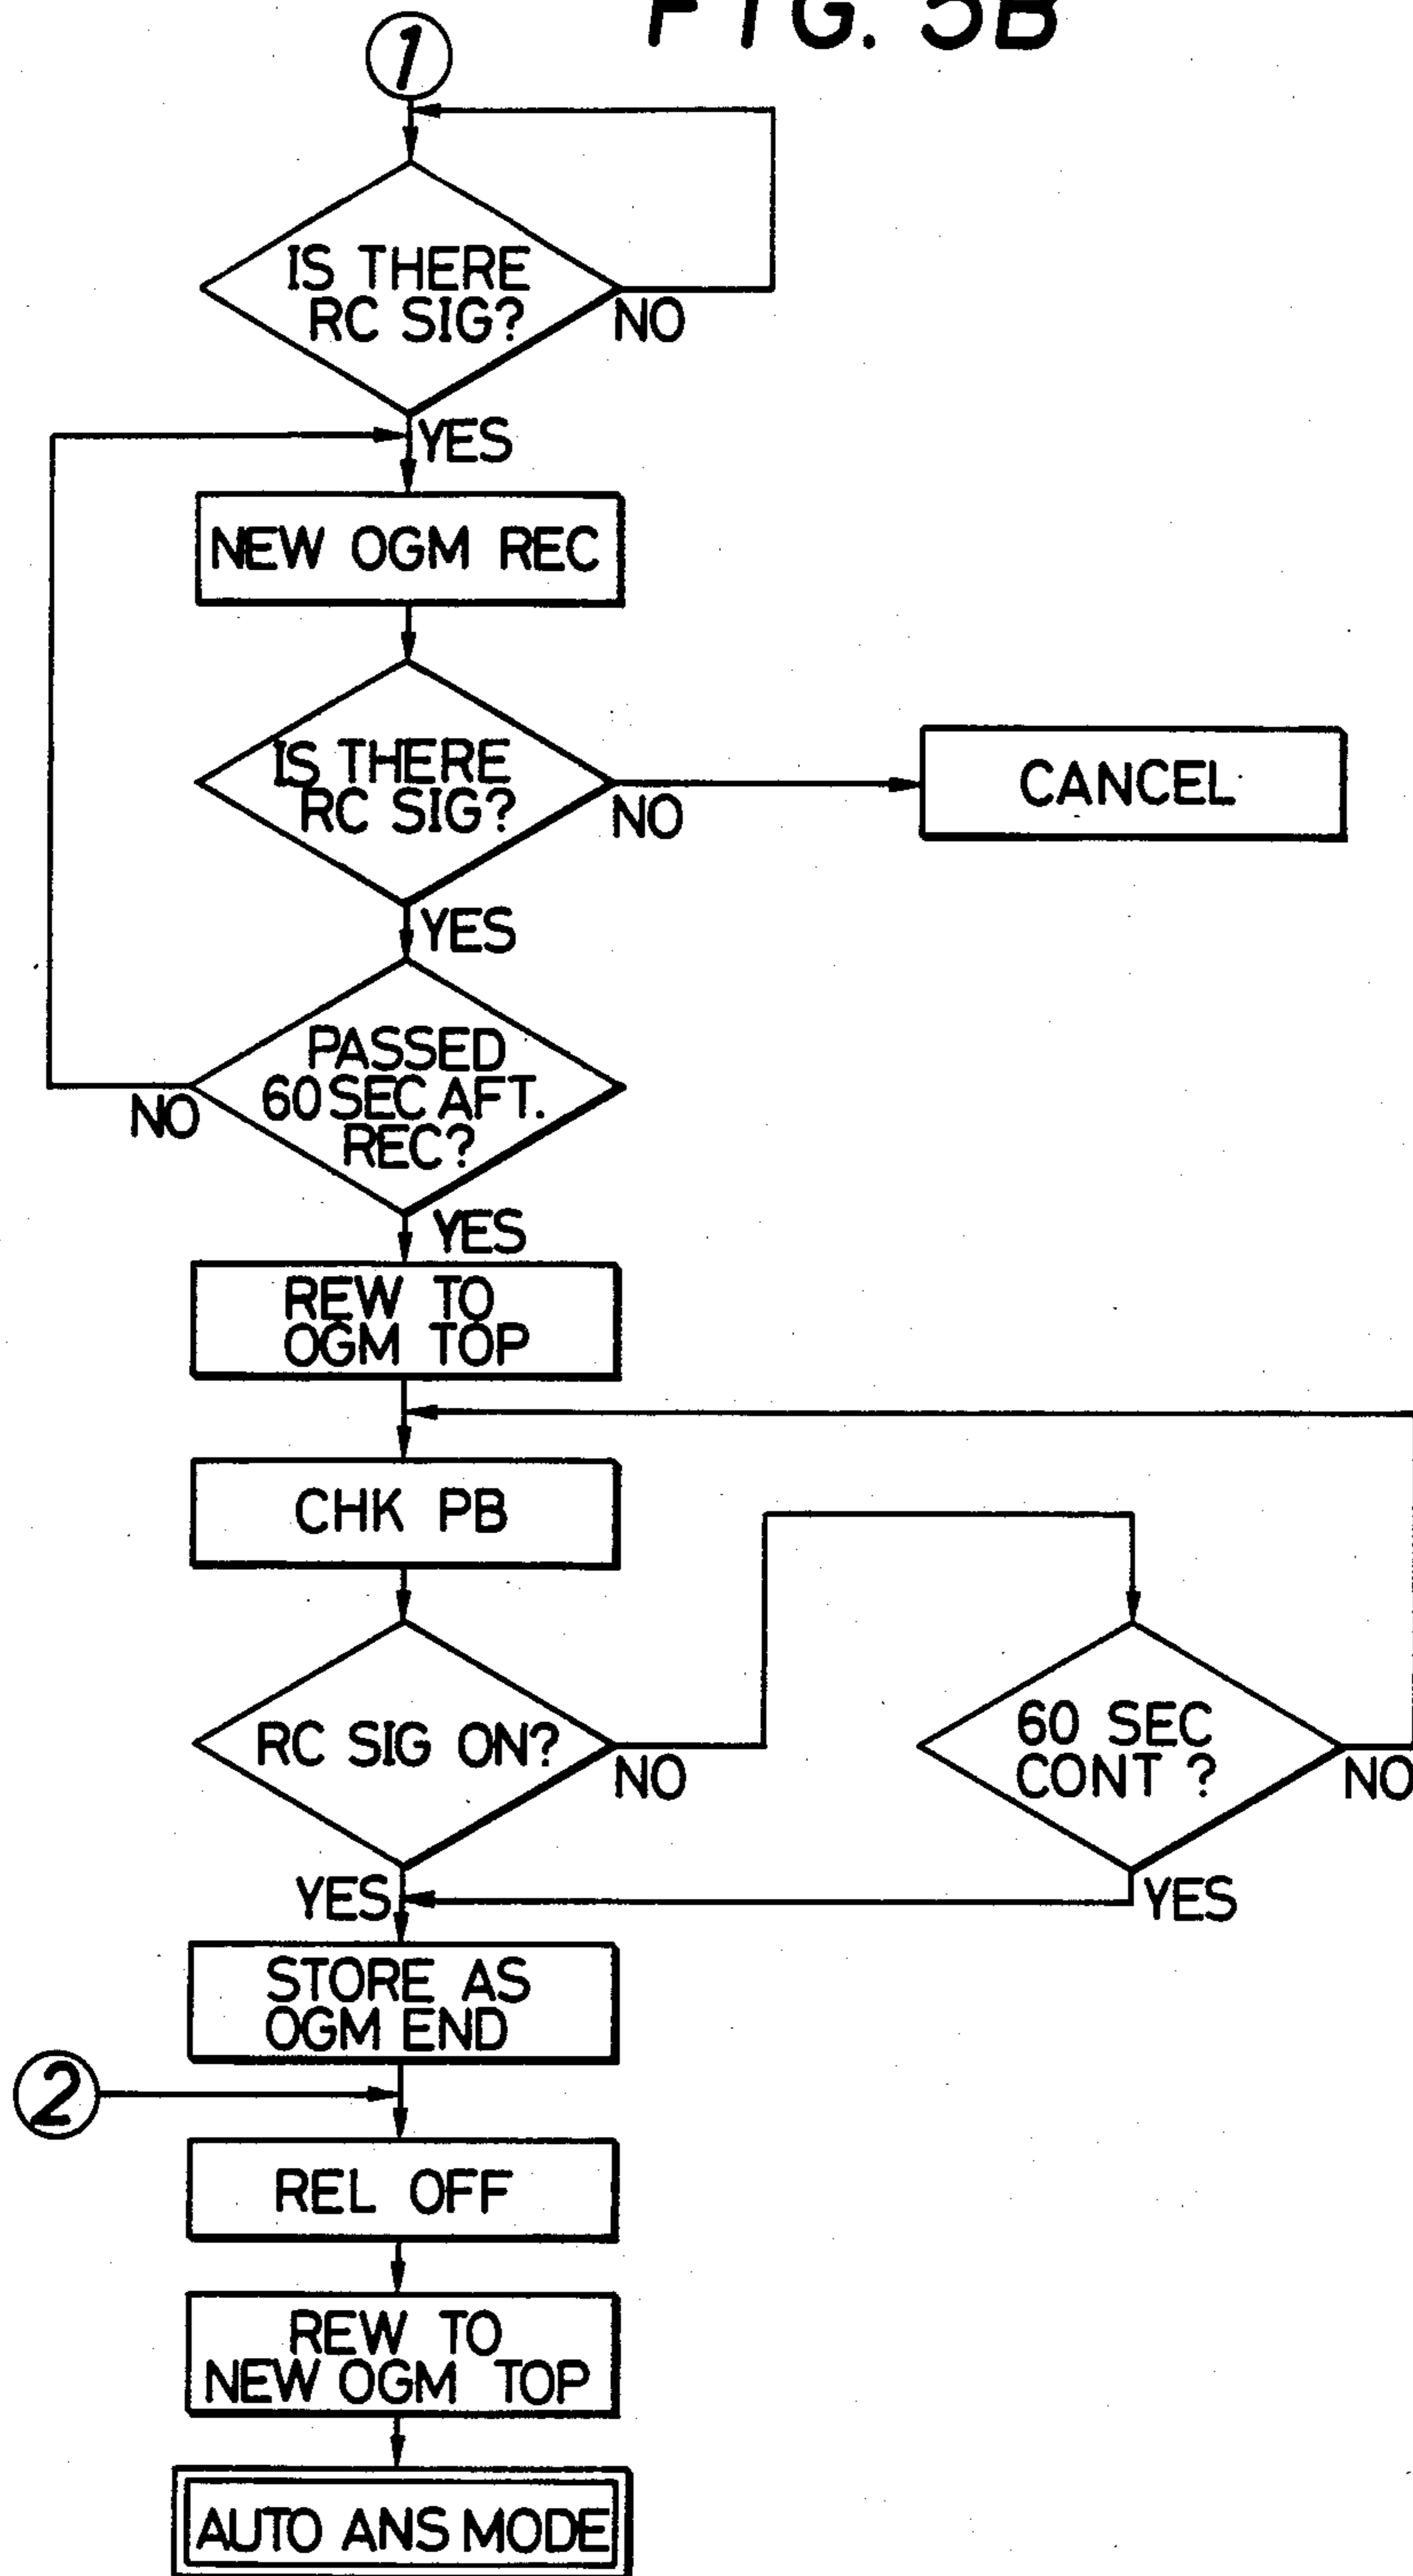 FIG. 5B
1
IS THERE
RC SIG?
NO
YES
NEW OGM REC
IS THERE
RC SIG?
NO
CANCEL
YES
PASSED
60 SEC AFT.
REC?
NO
YES
REW TO
OGM TOP
CHK PB
RC SIG ON?
NO
60 SEC
CONT ?
NO
YES
YES
STORE AS
OGM END
2
REL OFF
REW TO
NEW OGM TOP
AUTO ANS MODE